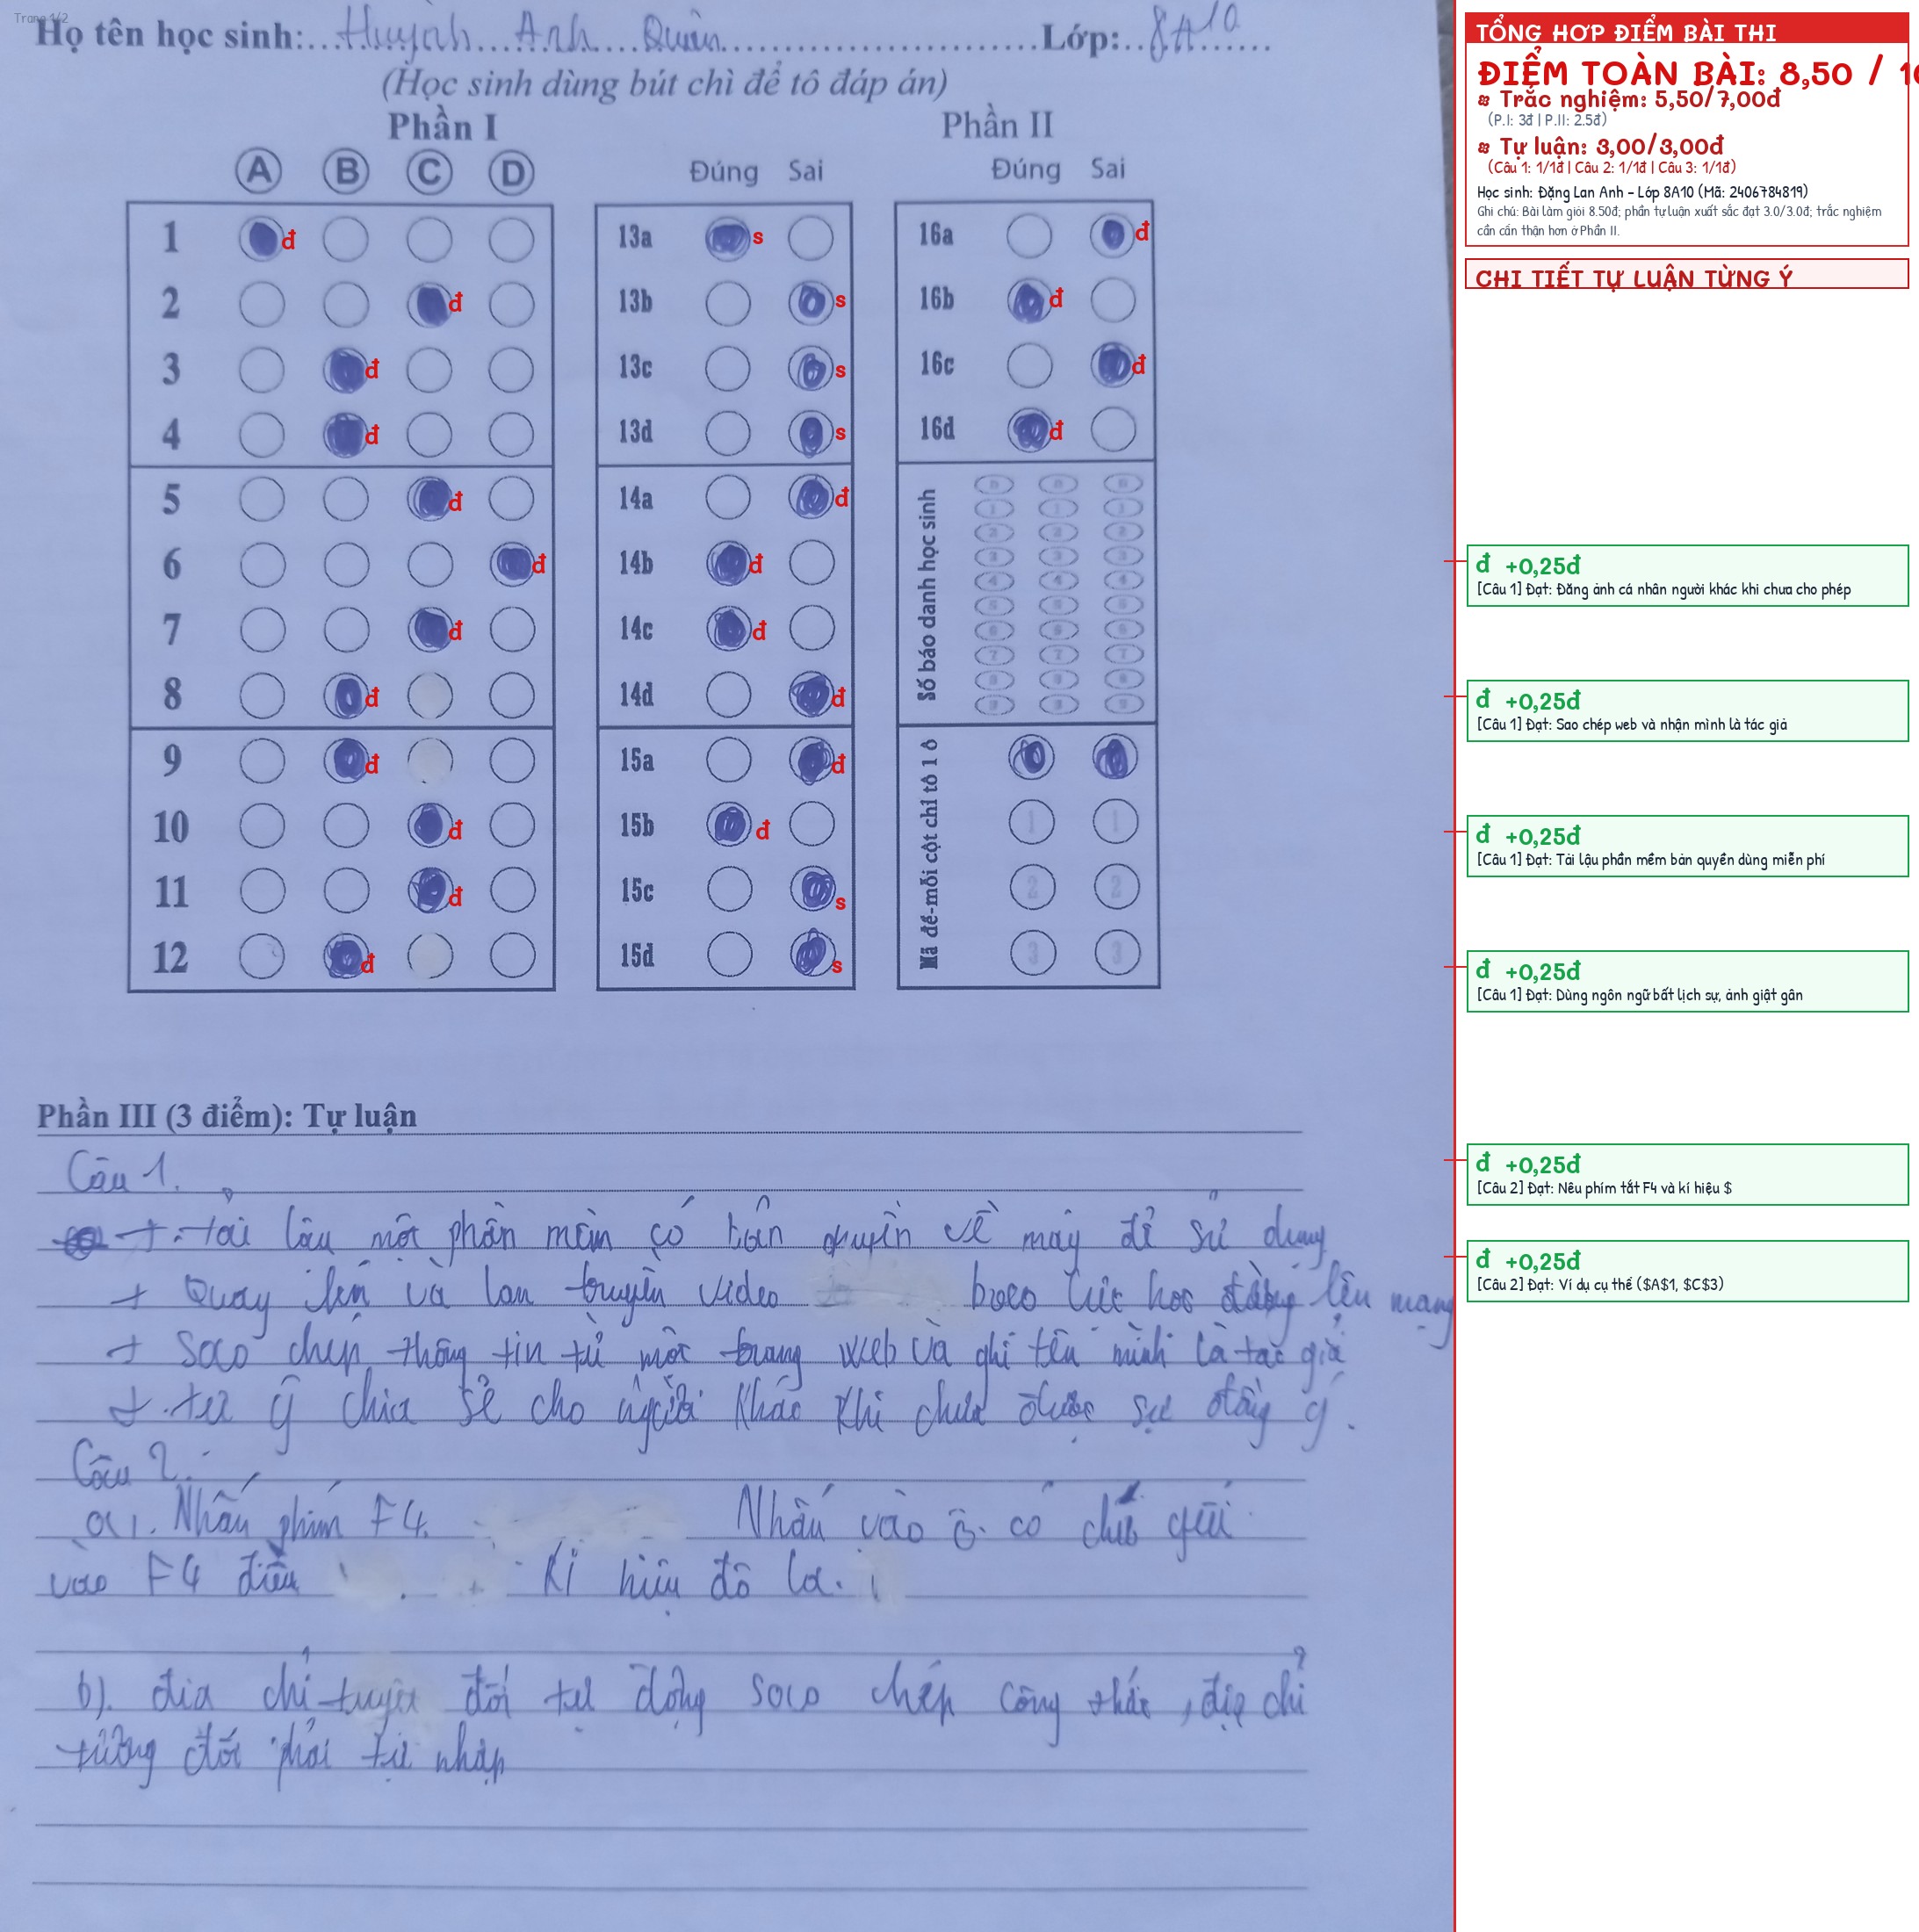 Trang 1/2
Họ tên học sinh:....Huỳnh....Anh....Quân..........................Lớp:..8A10......
(Học sinh dùng bút chì để tô đáp án)
Phần I
Phần II
A B C D
Đúng Sai
Đúng Sai
1 đ
2 đ
3 đ
4 đ
5 đ
6 đ
7 đ
8 đ
9 đ
10 đ
11 đ
12 đ
13a s
13b s
13c s
13d s
14a đ
14b đ
14c đ
14d đ
15a đ
15b đ
15c s
15d s
16a đ
16b đ
16c đ
16d đ
Số báo danh học sinh
Mã đề-mỗi cột chỉ tô 1 ô
1 1
2 2
3 3
Phần III (3 điểm): Tự luận
Câu 1.
+. tải lậu một phần mềm có bản quyền về máy để sử dụng
+ Quay lén và lan truyền video bạo lực học đường lên mạng
+ Sao chép thông tin từ một trang web và ghi tên mình là tác giả
+. tự ý chia sẻ cho người khác khi chưa được sự đồng ý.
Câu 2.
a). Nhấn phím F4. Nhấn vào ô có chữ
vào F4 điền kí hiệu đô la.
b). địa chỉ tuyệt đối tự động sao chép công thức, địa chỉ
tương đối phải tự nhập
TỔNG HỢP ĐIỂM BÀI THI
ĐIỂM TOÀN BÀI: 8,50 / 10
Trắc nghiệm: 5,50/7,00đ
(P.I: 3đ | P.II: 2.5đ)
Tự luận: 3,00/3,00đ
(Câu 1: 1/1đ | Câu 2: 1/1đ | Câu 3: 1/1đ)
Học sinh: Đặng Lan Anh - Lớp 8A10 (Mã: 2406784819)
Ghi chú: Bài làm giỏi 8.50đ; phần tự luận xuất sắc đạt 3.0/3.0đ; trắc nghiệm
cần cẩn thận hơn ở Phần II.
CHI TIẾT TỰ LUẬN TỪNG Ý
đ +0,25đ
[Câu 1] Đạt: Đăng ảnh cá nhân người khác khi chưa cho phép
đ +0,25đ
[Câu 1] Đạt: Sao chép web và nhận mình là tác giả
đ +0,25đ
[Câu 1] Đạt: Tải lậu phần mềm bản quyền dùng miễn phí
đ +0,25đ
[Câu 1] Đạt: Dùng ngôn ngữ bất lịch sự, ảnh giật gân
đ +0,25đ
[Câu 2] Đạt: Nêu phím tắt F4 và kí hiệu $
đ +0,25đ
[Câu 2] Đạt: Ví dụ cụ thể ($A$1, $C$3)